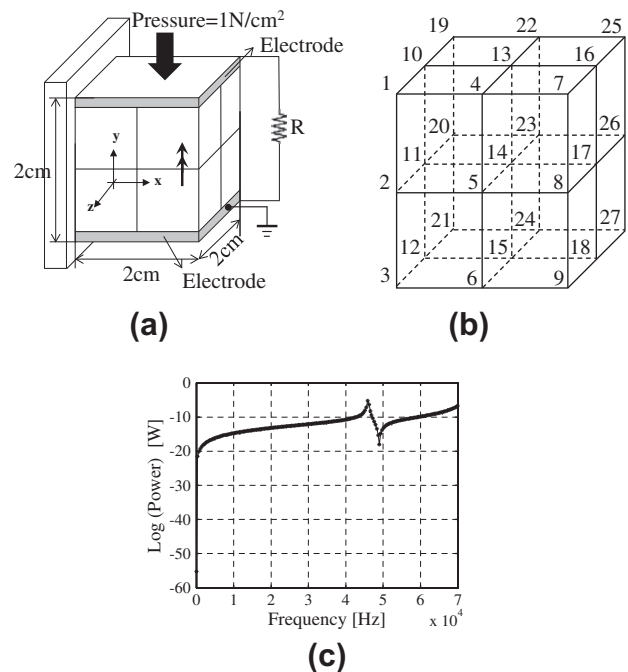 Pressure=1N/cm²
Electrode
y
x
z
R
2cm
2cm
2cm
Electrode
(a)
19 22 25
10 13 16
1 4 7
20 23 26
11 14 17
2 5 8
21 24 27
12 15 18
3 6 9
(b)
0
-10
-20
-30
-40
-50
-60
Log (Power) [W]
0 1 2 3 4 5 6 7
Frequency [Hz] x 10⁴
(c)